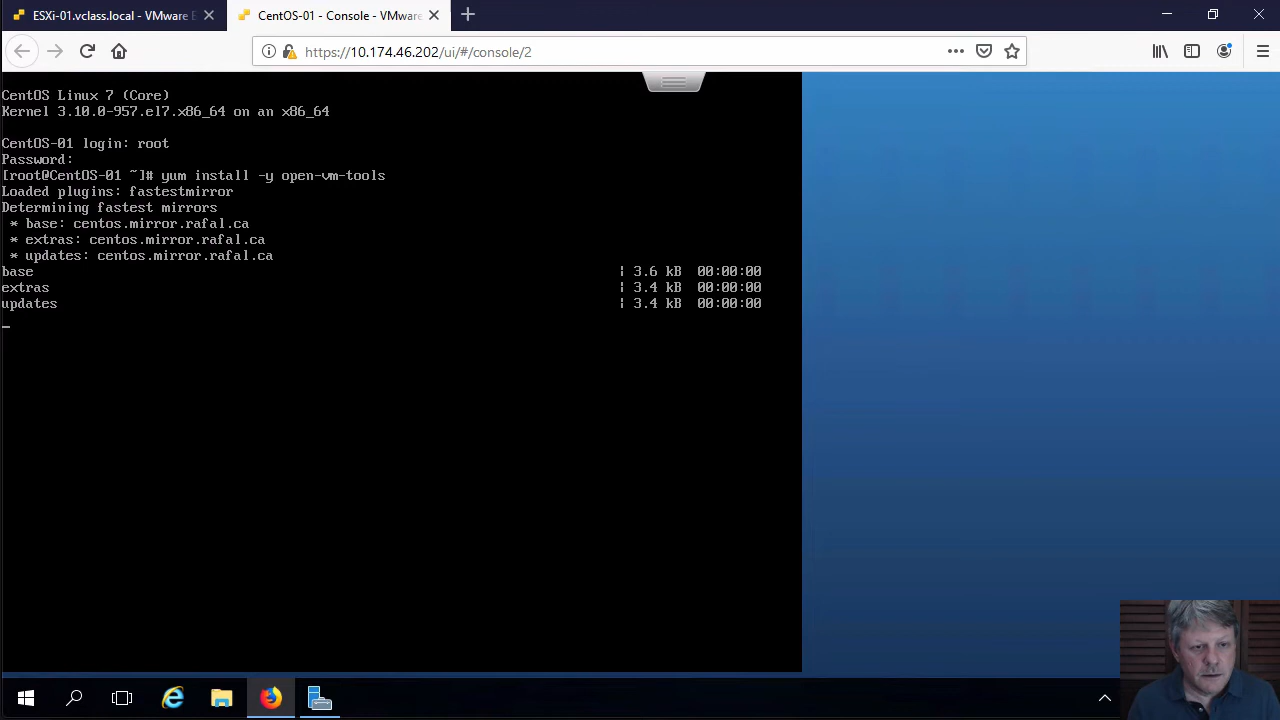 ESXi-01.vclass.local - VMware E
CentOS-01 - Console - VMware
https://10.174.46.202/ui/#/console/2
CentOS Linux 7 (Core)
Kernel 3.10.0-957.el7.x86_64 on an x86_64
CentOS-01 login: root
Password:
[root@CentOS-01 ~]# yum install -y open-vm-tools
Loaded plugins: fastestmirror
Determining fastest mirrors
* base: centos.mirror.rafal.ca
* extras: centos.mirror.rafal.ca
* updates: centos.mirror.rafal.ca
base | 3.6 kB 00:00:00
extras | 3.4 kB 00:00:00
updates | 3.4 kB 00:00:00